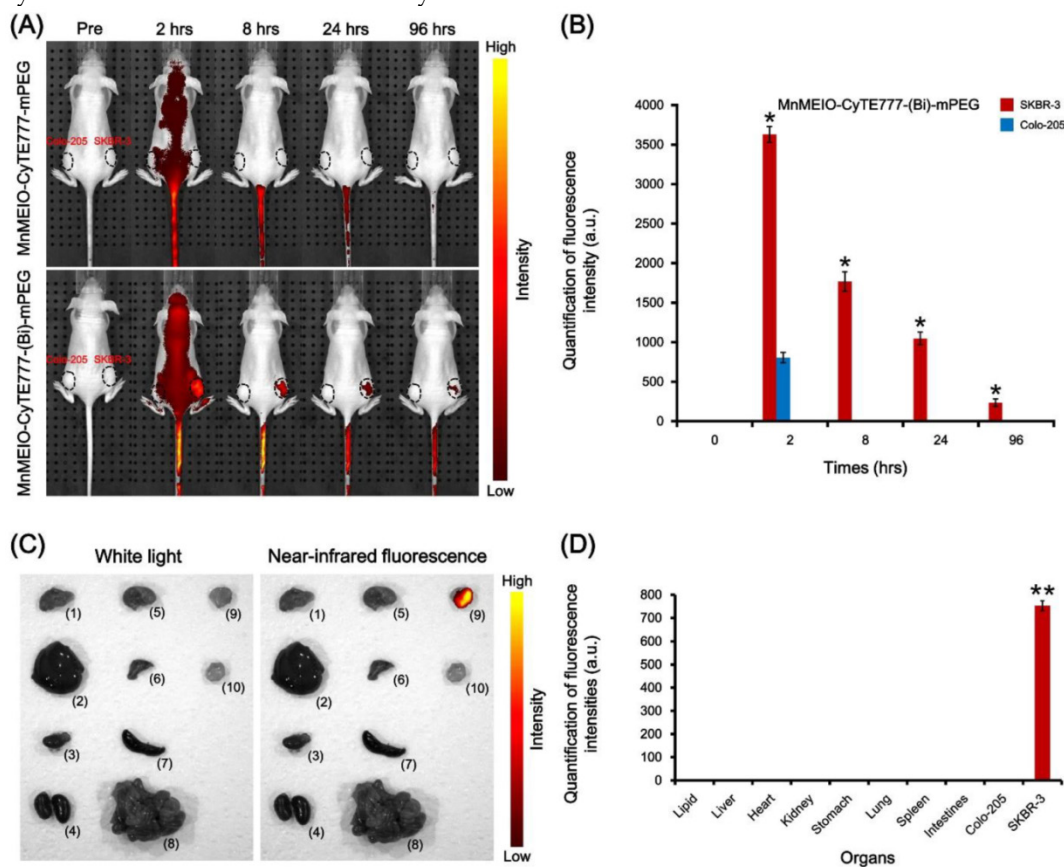 (A)
Pre 2 hrs 8 hrs 24 hrs 96 hrs
MnMEIO-CyTE777-mPEG
Colo-205 SKBR-3
MnMEIO-CyTE777-(Bi)-mPEG
Colo-205 SKBR-3
High
Intensity
Low
(B)
MnMEIO-CyTE777-(Bi)-mPEG
SKBR-3
Colo-205
Quantification of fluorescence
intensity (a.u.)
4000
3500
3000
2500
2000
1500
1000
500
0
* * * *
0 2 8 24 96
Times (hrs)
(C)
White light Near-infrared fluorescence
(1) (5) (9) (1) (5) (9)
(2) (6) (10) (2) (6) (10)
(3) (7) (3) (7)
(4) (8) (4) (8)
High
Intensity
Low
(D)
Quantification of fluorescence
intensities (a.u.)
800
700
600
500
400
300
200
100
0
**
Lipid Liver Heart Kidney Stomach Lung Spleen Intestines Colo-205 SKBR-3
Organs